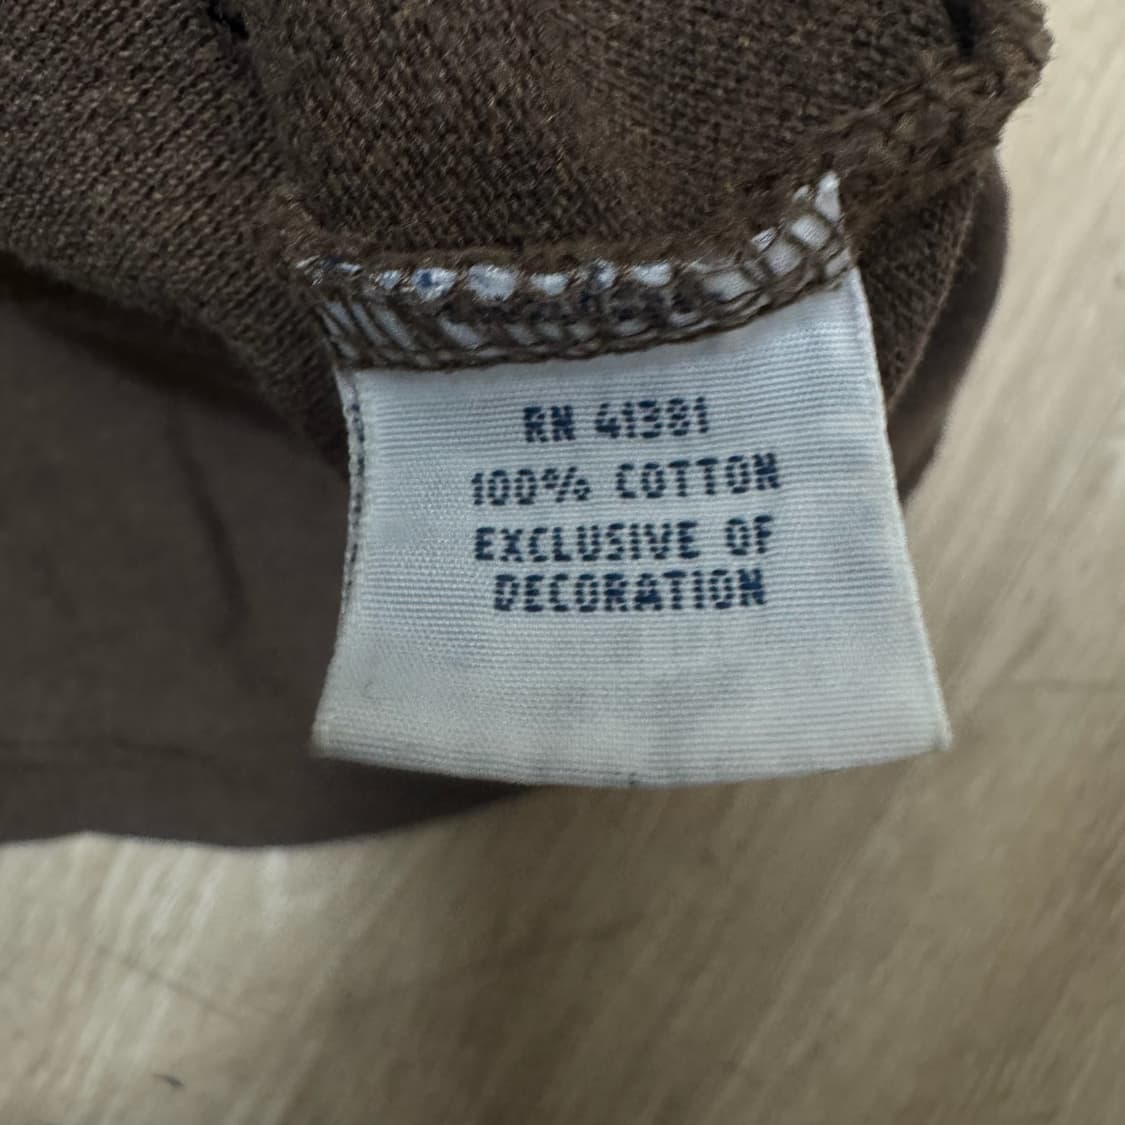 RN 41381
100% COTTON
EXCLUSIVE OF
DECORATION